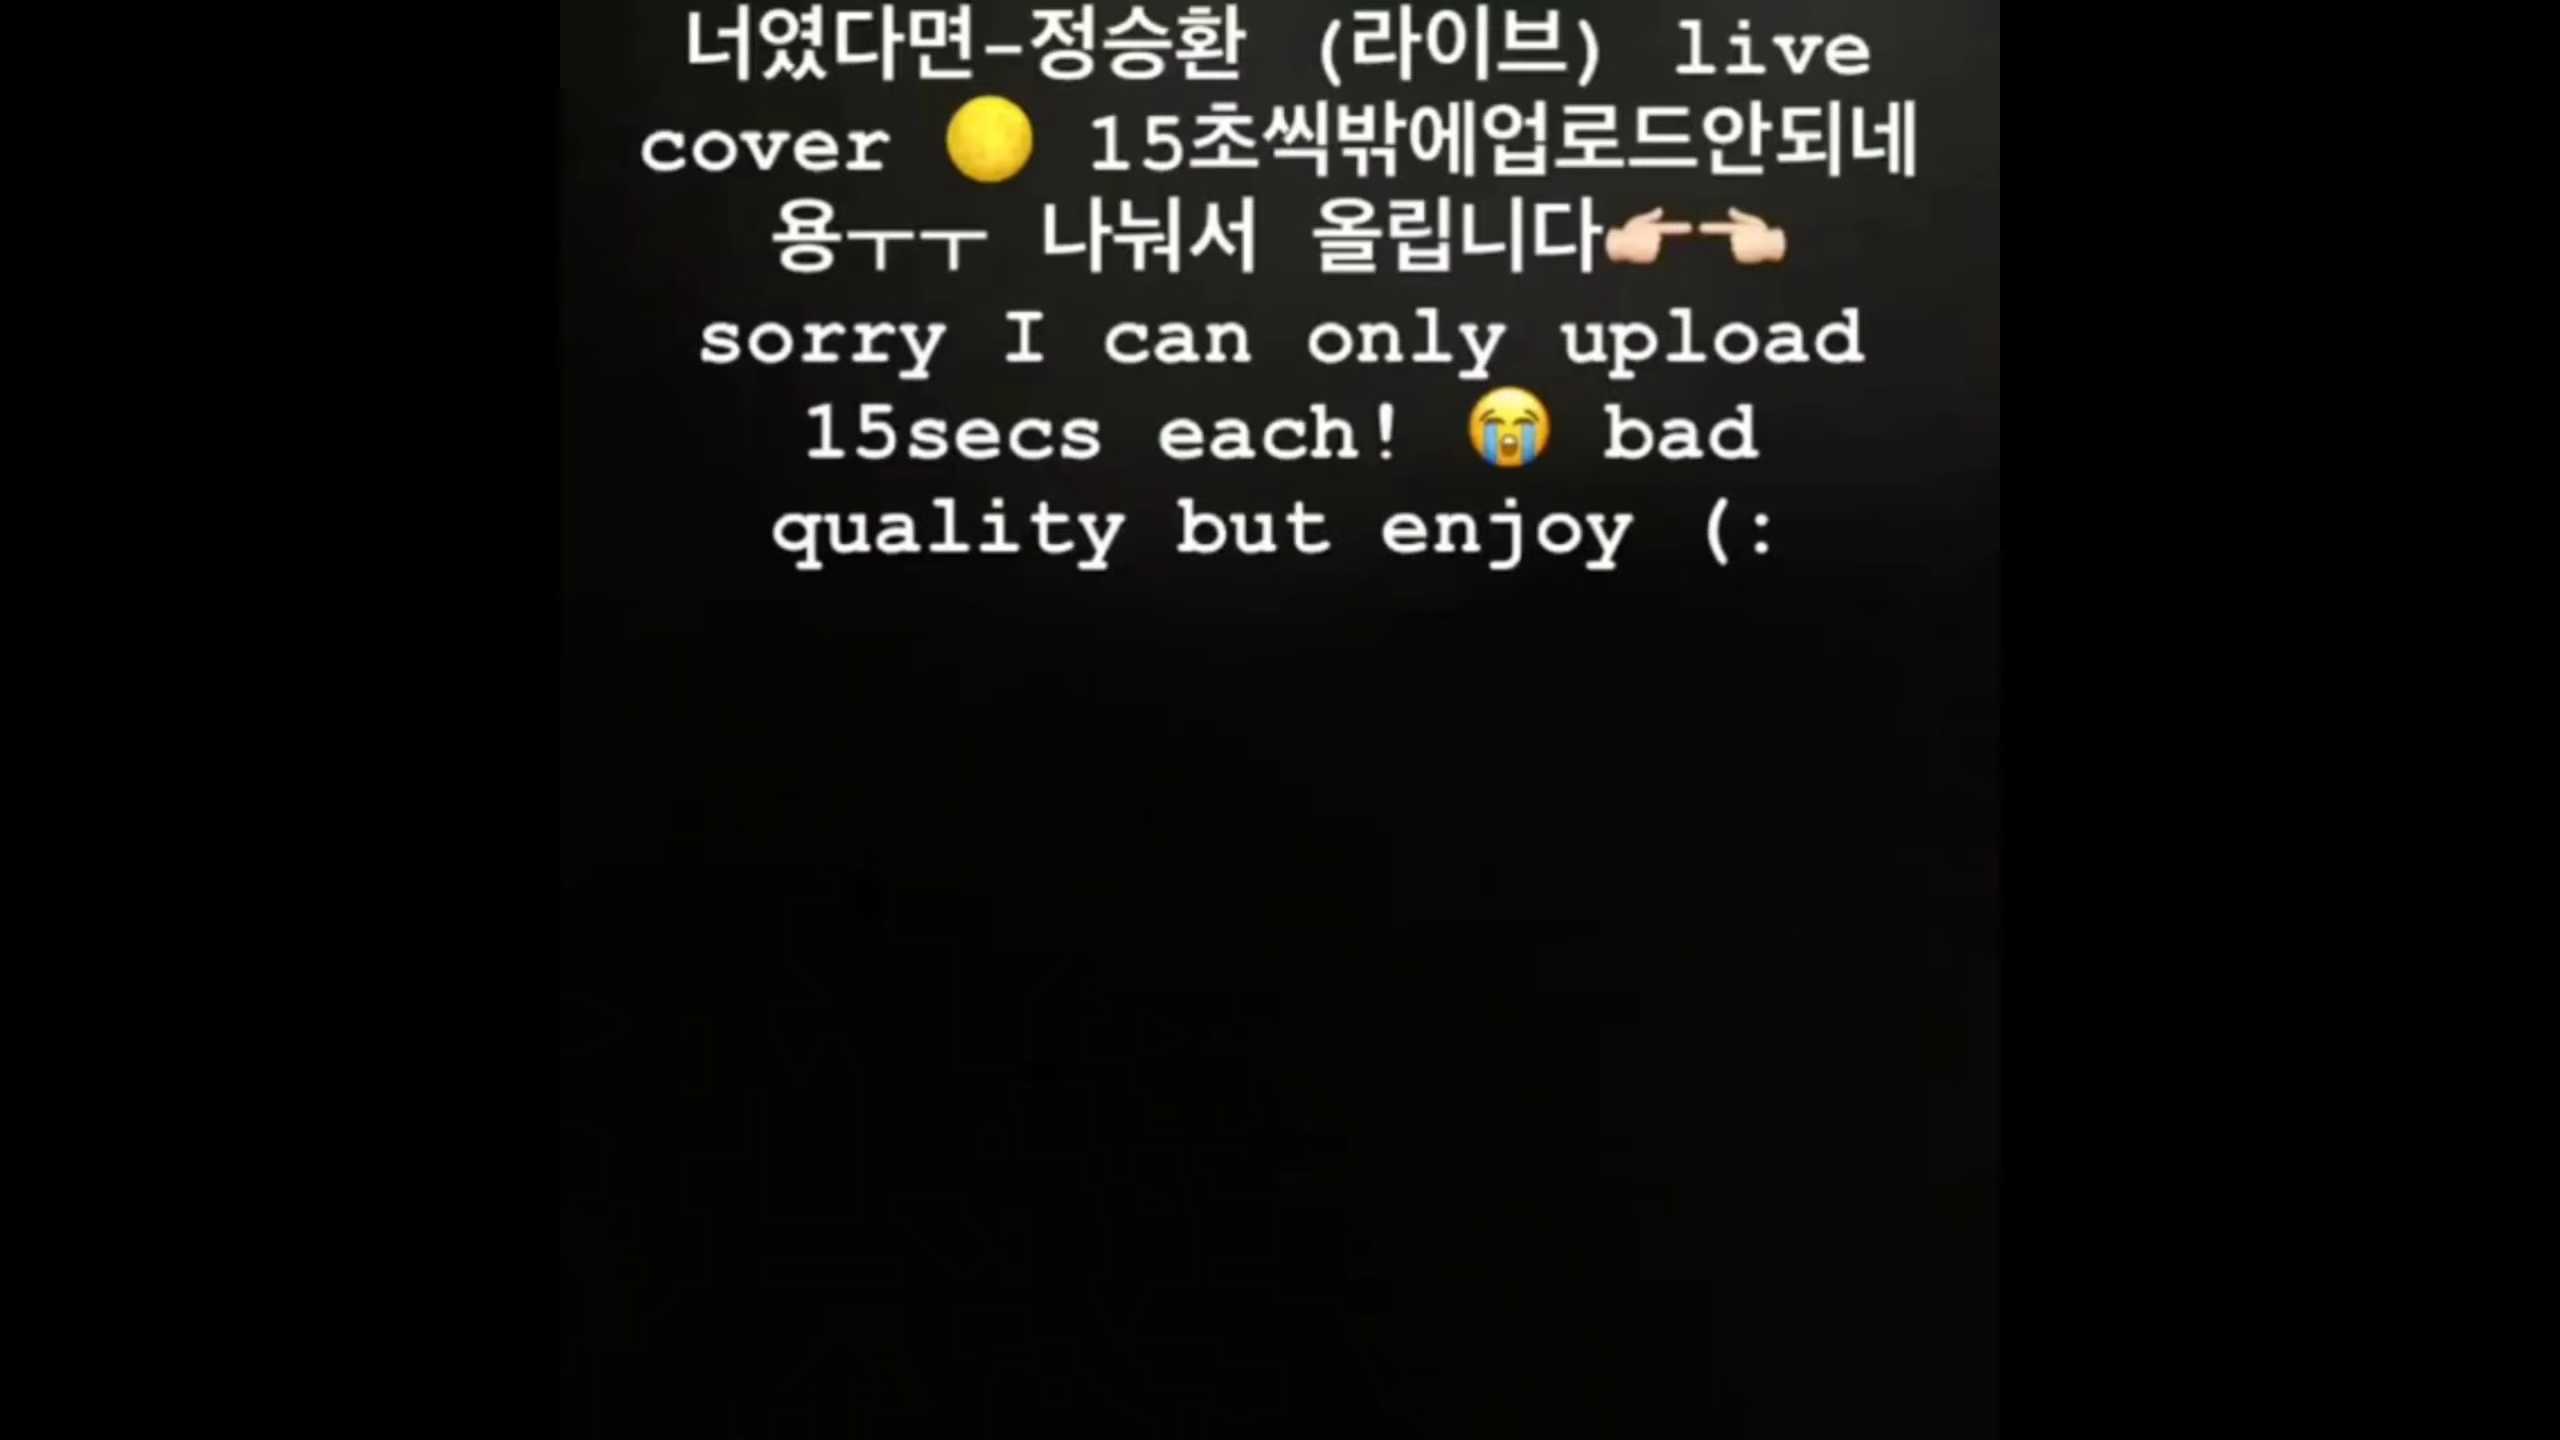 너였다면-정승환 (라이브) live
cover 🌕 15초씩밖에업로드안되네
용ㅜㅜ 나눠서 올립니다👉🏻👈🏻
sorry I can only upload
15secs each! 😭 bad
quality but enjoy (: